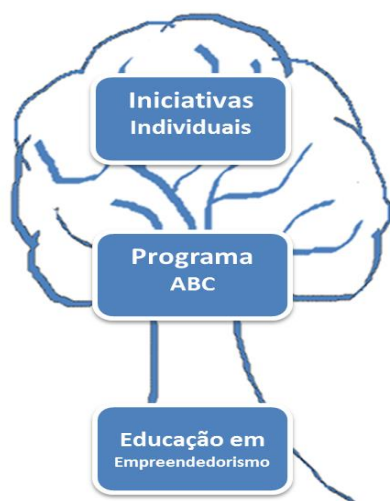 Iniciativas
Individuais
Programa
ABC
Educação em
Empreendedorismo